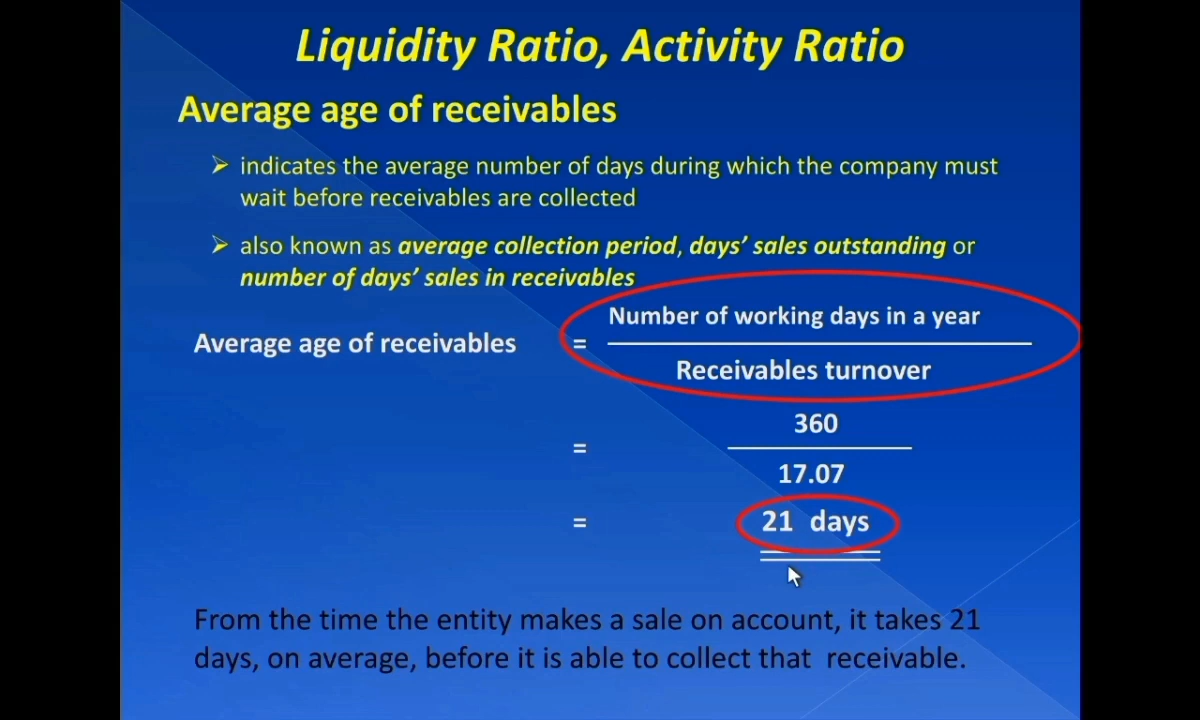 Liquidity Ratio, Activity Ratio
Average age of receivables
indicates the average number of days during which the company must
wait before receivables are collected
also known as average collection period, days’ sales outstanding or
number of days’ sales in receivables
Number of working days in a year
Average age of receivables =
Receivables turnover
360
=
17.07
= 21 days
From the time the entity makes a sale on account, it takes 21
days, on average, before it is able to collect that receivable.